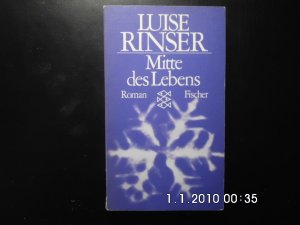 LUISE
RINSER
Mitte
des Lebens
Roman Fischer
1.1.2010 00:35